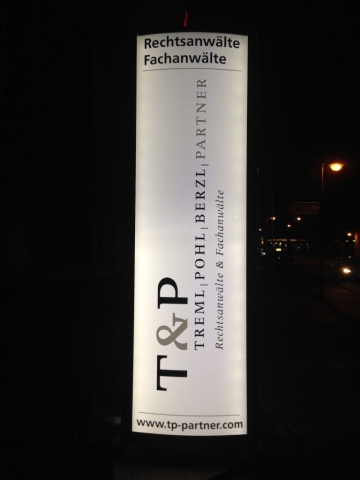 Rechtsanwälte
Fachanwälte
T&P
TREML | POHL | BERZL | PARTNER
Rechtsanwälte & Fachanwälte
www.tp-partner.com